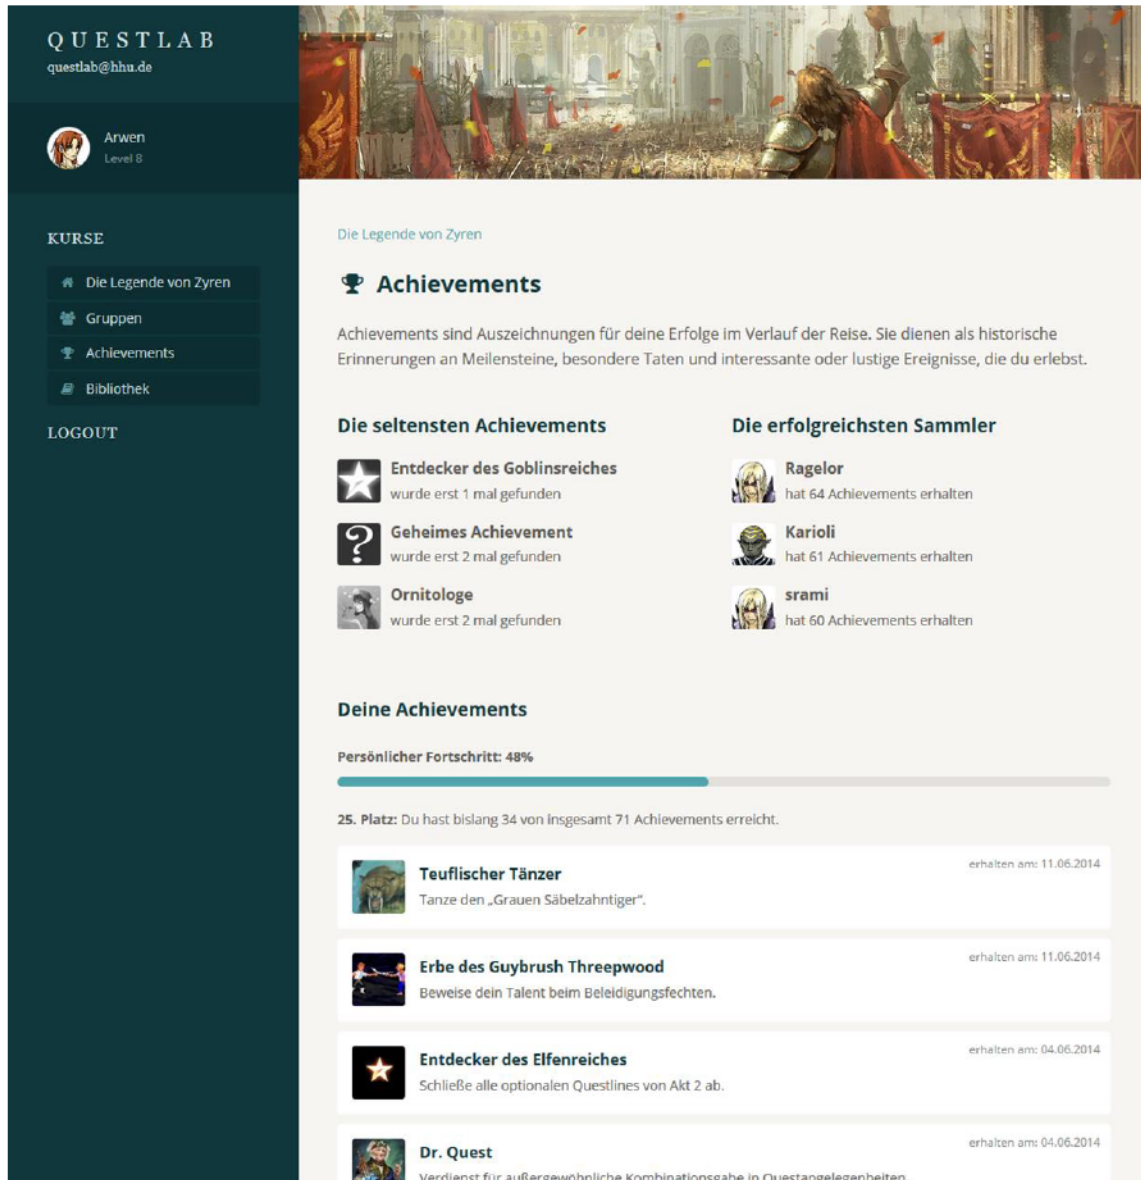 QUESTLAB
questlab@hhu.de
Arwen
Level 8
KURSE
Die Legende von Zyren
Gruppen
Achievements
Bibliothek
LOGOUT
Die Legende von Zyren
Achievements
Achievements sind Auszeichnungen für deine Erfolge im Verlauf der Reise. Sie dienen als historische
Erinnerungen an Meilensteine, besondere Taten und interessante oder lustige Ereignisse, die du erlebst.
Die seltensten Achievements
Entdecker des Goblinsreiches
wurde erst 1 mal gefunden
Geheimes Achievement
wurde erst 2 mal gefunden
Ornitologe
wurde erst 2 mal gefunden
Die erfolgreichsten Sammler
Ragelor
hat 64 Achievements erhalten
Karioli
hat 61 Achievements erhalten
srami
hat 60 Achievements erhalten
Deine Achievements
Persönlicher Fortschritt: 48%
25. Platz: Du hast bislang 34 von insgesamt 71 Achievements erreicht.
Teuflischer Tänzer
erhalten am: 11.06.2014
Tanze den „Grauen Säbelzahntiger“.
Erbe des Guybrush Threepwood
erhalten am: 11.06.2014
Beweise dein Talent beim Beleidigungsfechten.
Entdecker des Elfenreiches
erhalten am: 04.06.2014
Schließe alle optionalen Questlines von Akt 2 ab.
Dr. Quest
erhalten am: 04.06.2014
Verdienst für außergewöhnliche Kombinationsgabe in Questangelegenheiten